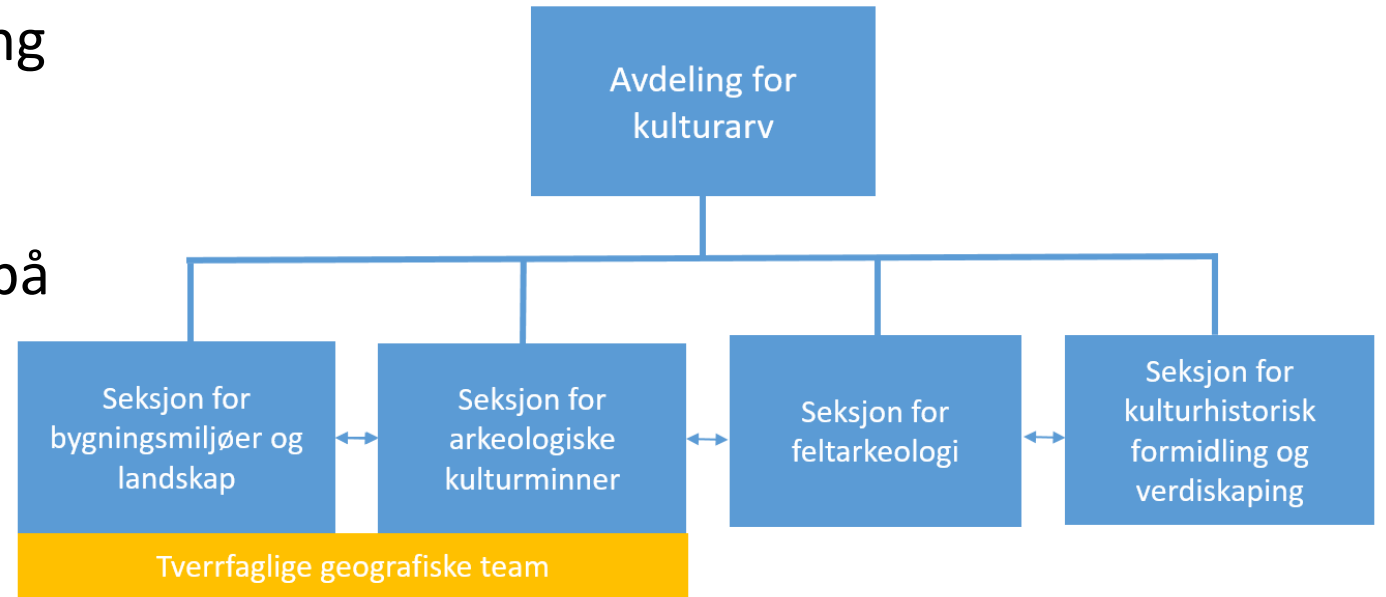 ng
på
Avdeling for
kulturarv
Seksjon for
bygningsmiljøer og
landskap
Seksjon for
arkeologiske
kulturminner
Seksjon for
feltarkeologi
Seksjon for
kulturhistorisk
formidling og
verdiskaping
Tverrfaglige geografiske team